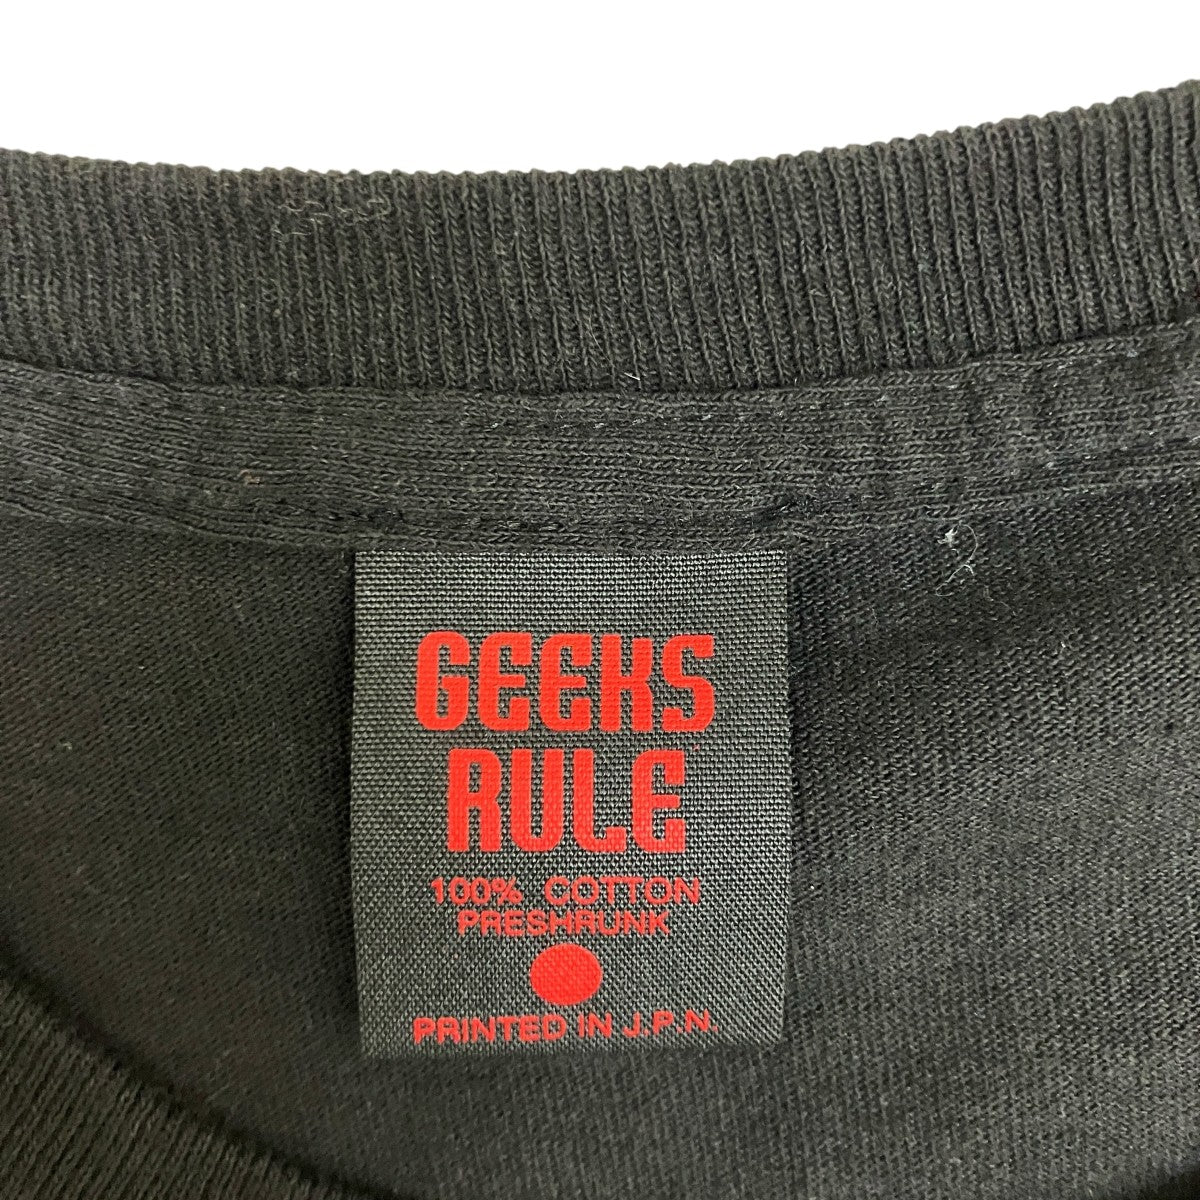 GEEKS
RULE
100% COTTON
PRESHRUNK
PRINTED IN J.P.N.